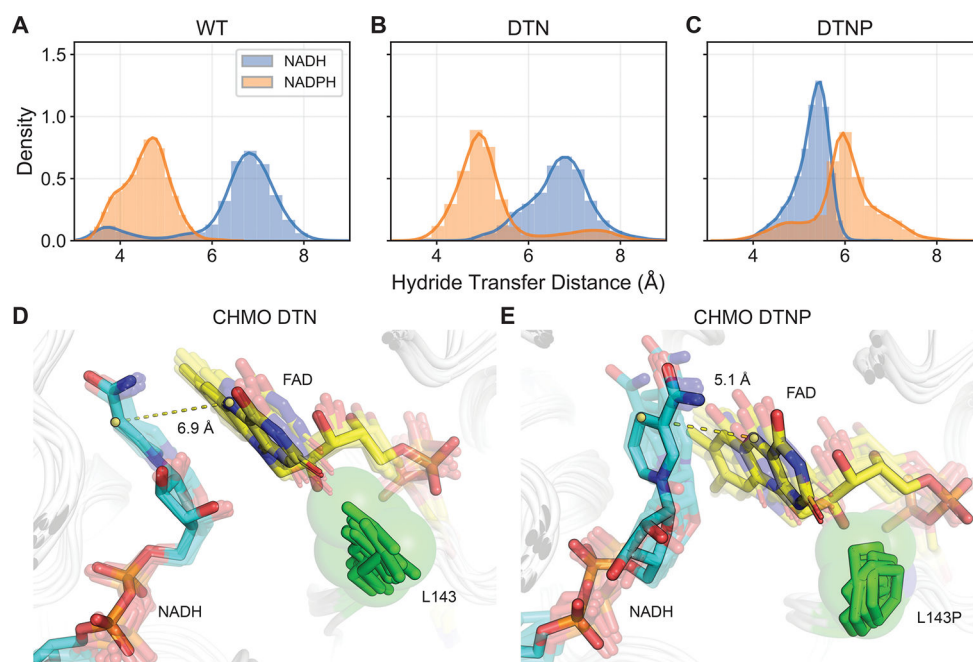 A WT B DTN C DTNP
NADH
NADPH
1.5
1.0
0.5
0.0
Density
4 6 8 4 6 8 4 6 8
Hydride Transfer Distance (Å)
D CHMO DTN E CHMO DTNP
FAD
6.9 Å
L143
NADH
5.1 Å
FAD
NADH
L143P